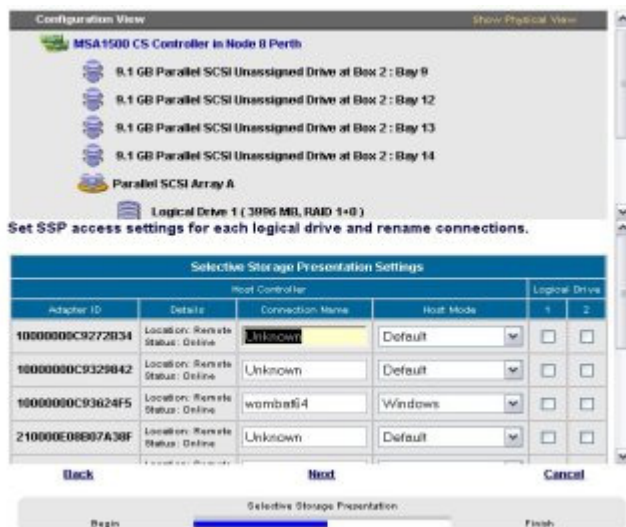 Configuration View Show Physical View
MSA1500 CS Controller in Node 8 Perth
9.1 GB Parallel SCSI Unassigned Drive at Box 2 : Bay 9
9.1 GB Parallel SCSI Unassigned Drive at Box 2 : Bay 12
9.1 GB Parallel SCSI Unassigned Drive at Box 2 : Bay 13
9.1 GB Parallel SCSI Unassigned Drive at Box 2 : Bay 14
Parallel SCSI Array A
Logical Drive 1 ( 3996 MB, RAID 1+0 )
Set SSP access settings for each logical drive and rename connections.
Selective Storage Presentation Settings
Host Controller Logical Drive
Adapter ID Details Connection Name Host Mode 1 2
10000000C9272B34 Location: Remote Status: Online Unknown Default
10000000C9329842 Location: Remote Status: Online Unknown Default
10000000C93624F5 Location: Remote Status: Online wombat64 Windows
210000E08B07A38F Location: Remote Status: Online Unknown Default
Back Next Cancel
Selective Storage Presentation
Begin Finish